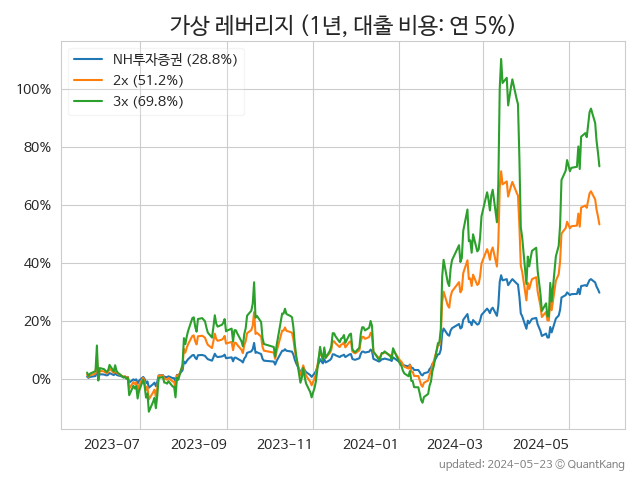 가상 레버리지 (1년, 대출 비용: 연 5%)
NH투자증권 (28.8%)
2x (51.2%)
3x (69.8%)
100%
80%
60%
40%
20%
0%
2023-07 2023-09 2023-11 2024-01 2024-03 2024-05
updated: 2024-05-23 © QuantKang